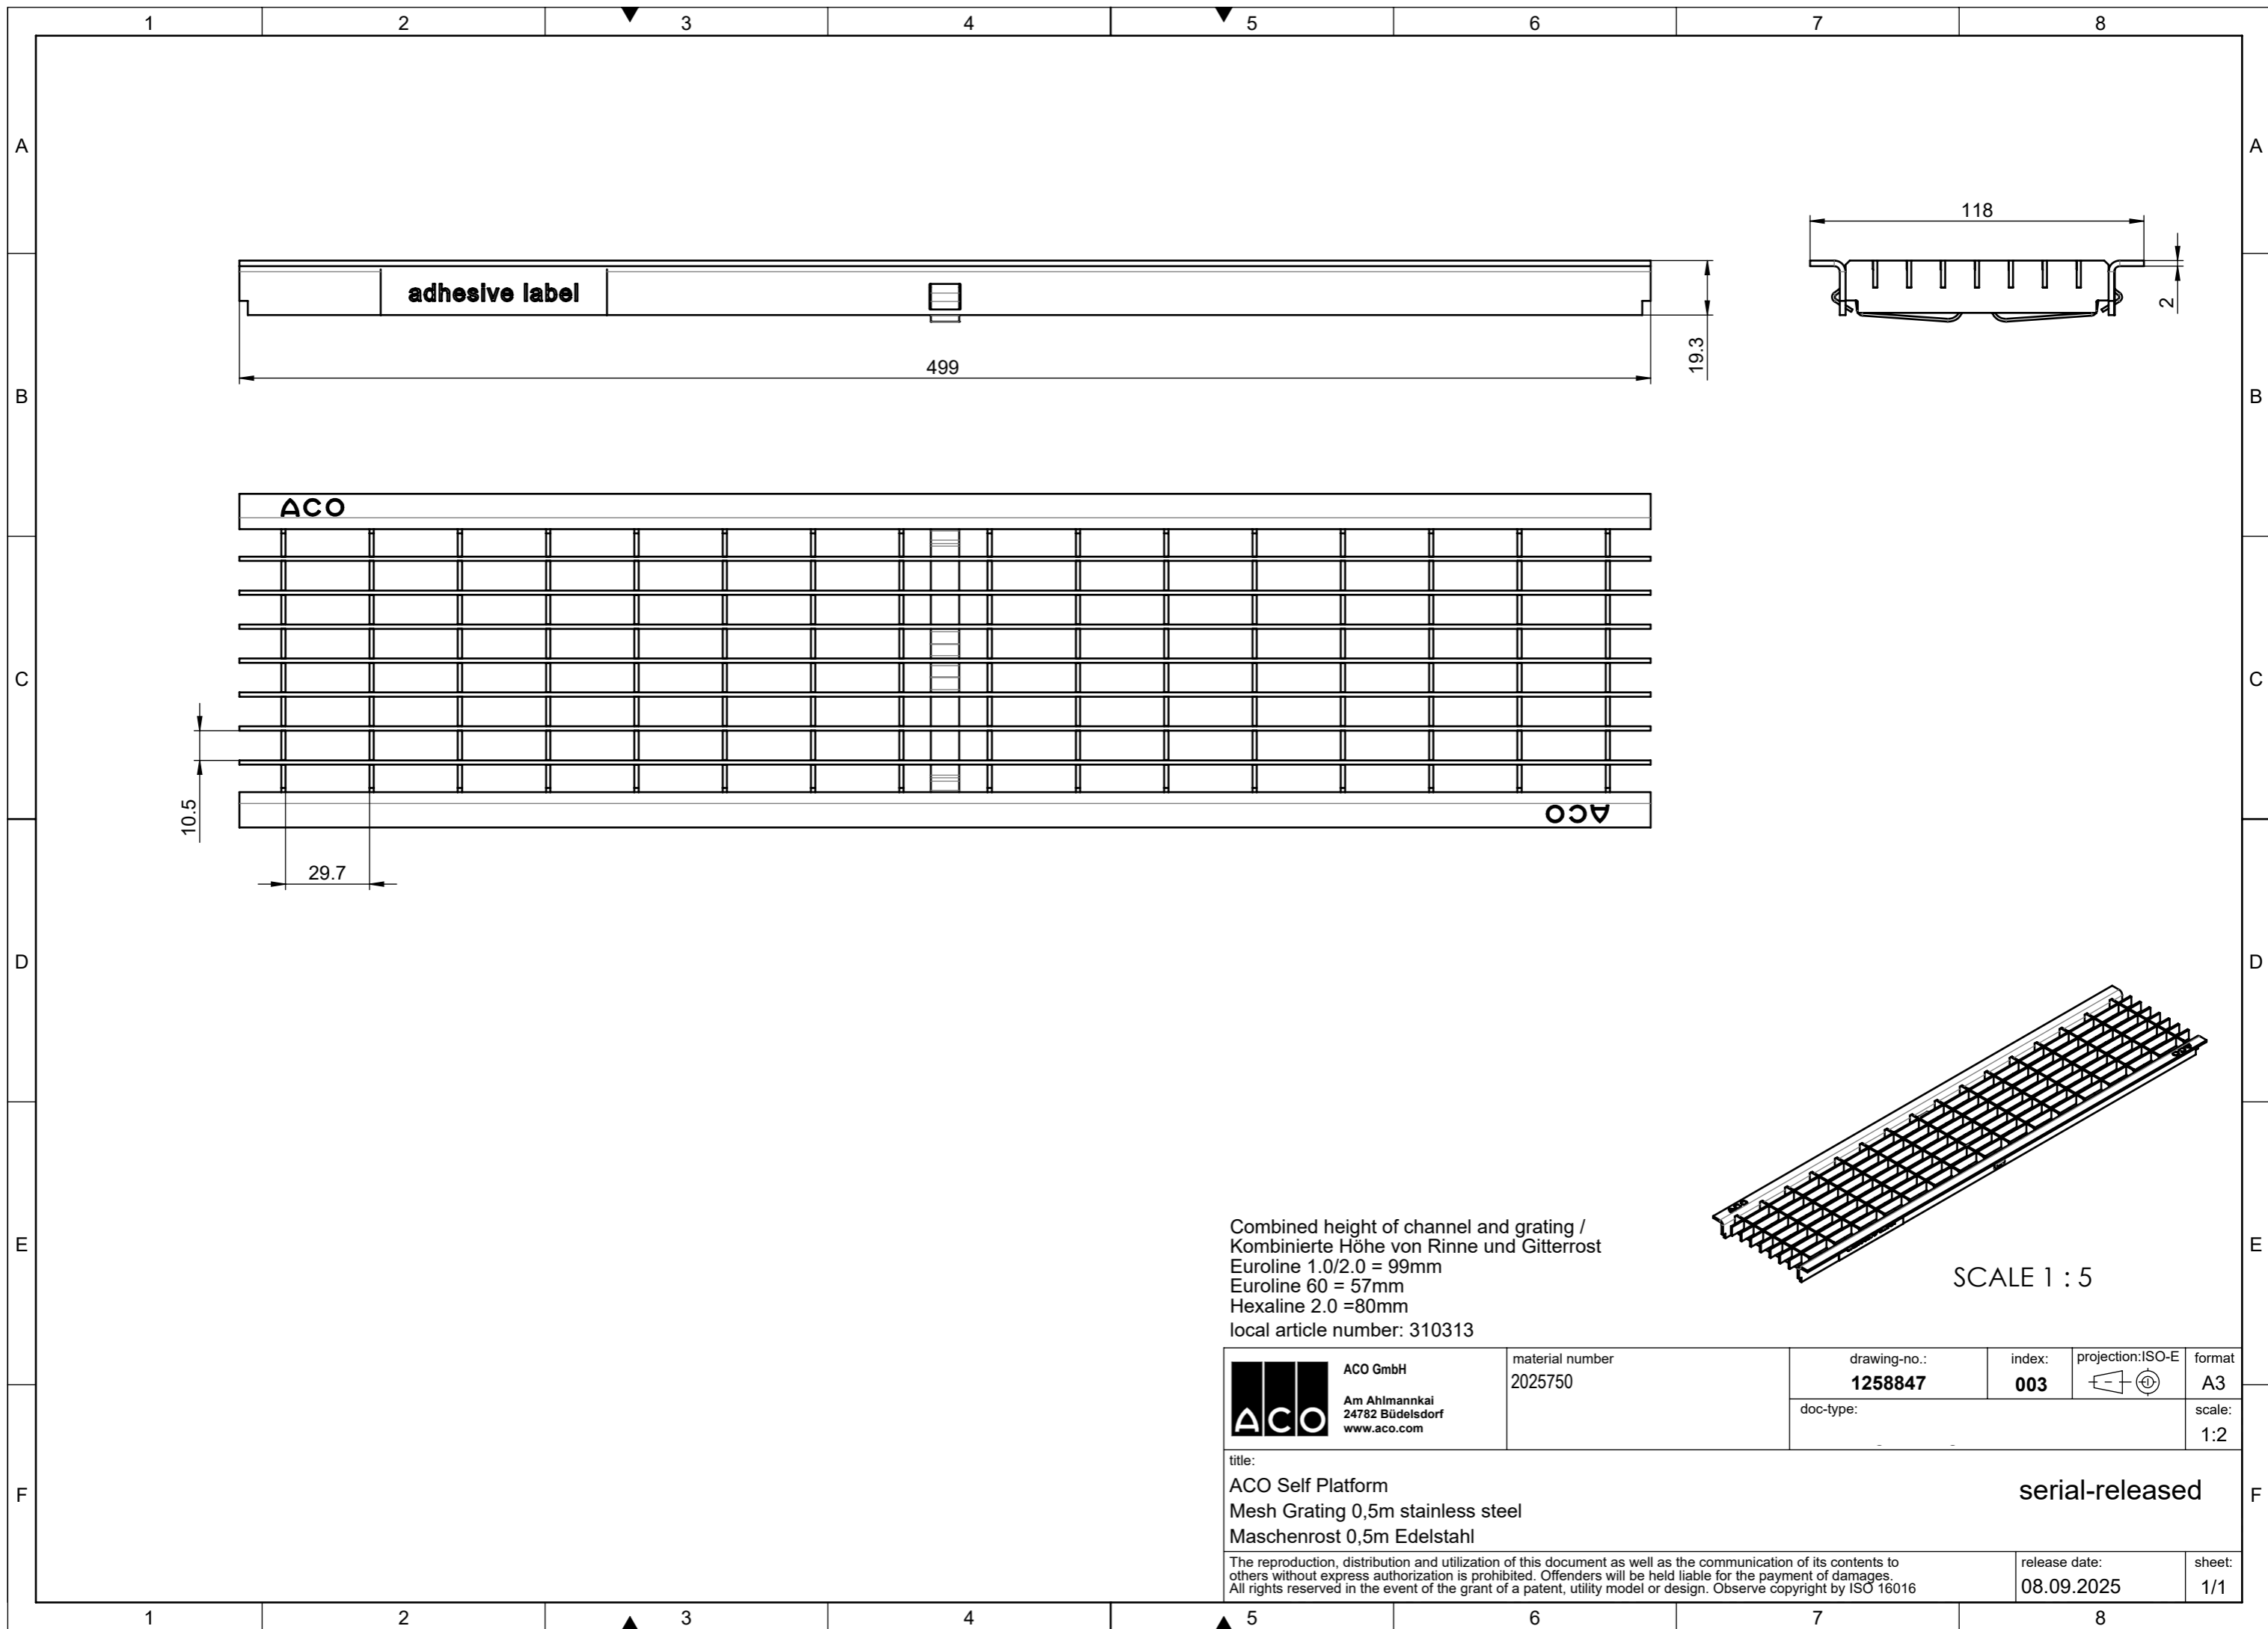 1 2 3 4 5 6 7 8
A A
118
adhesive label
2
19.3
499
B B
ACO
C C
10.5
ACO
29.7
D D
E E
SCALE 1 : 5
Combined height of channel and grating /
Kombinierte Höhe von Rinne und Gitterrost
Euroline 1.0/2.0 = 99mm
Euroline 60 = 57mm
Hexaline 2.0 =80mm
local article number: 310313
ACO
ACO GmbH
Am Ahlmannkai
24782 Büdelsdorf
www.aco.com
material number
2025750
drawing-no.:
1258847
index:
003
projection:ISO-E
format
A3
doc-type:
scale:
1:2
title:
ACO Self Platform
Mesh Grating 0,5m stainless steel
Maschenrost 0,5m Edelstahl
serial-released
F F
The reproduction, distribution and utilization of this document as well as the communication of its contents to
others without express authorization is prohibited. Offenders will be held liable for the payment of damages.
All rights reserved in the event of the grant of a patent, utility model or design. Observe copyright by ISO 16016
release date:
08.09.2025
sheet:
1/1
1 2 3 4 5 6 7 8